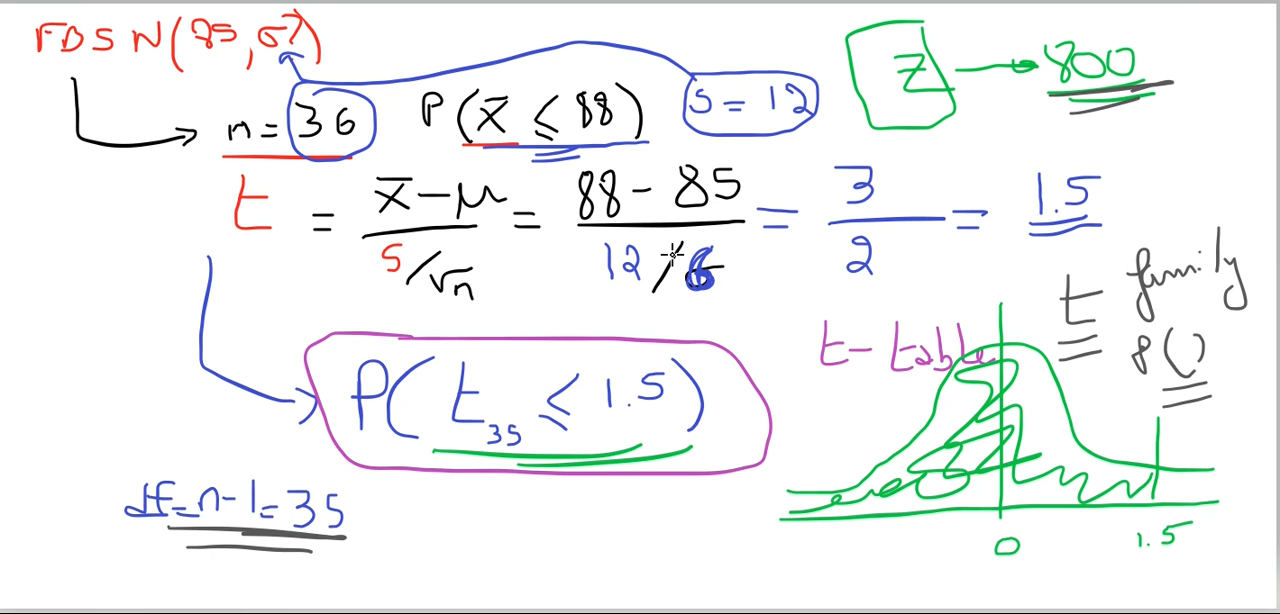 FDS N(85, σ²)
Z → 800
n = 36 P(x̄ ≤ 88) S = 12
t = x̄ − μ / S/√n = 88 − 85 / 12/6 = 3/2 = 1.5
t family
t-table
P( )
P(t₃₅ ≤ 1.5)
df = n-1 = 35
0 1.5